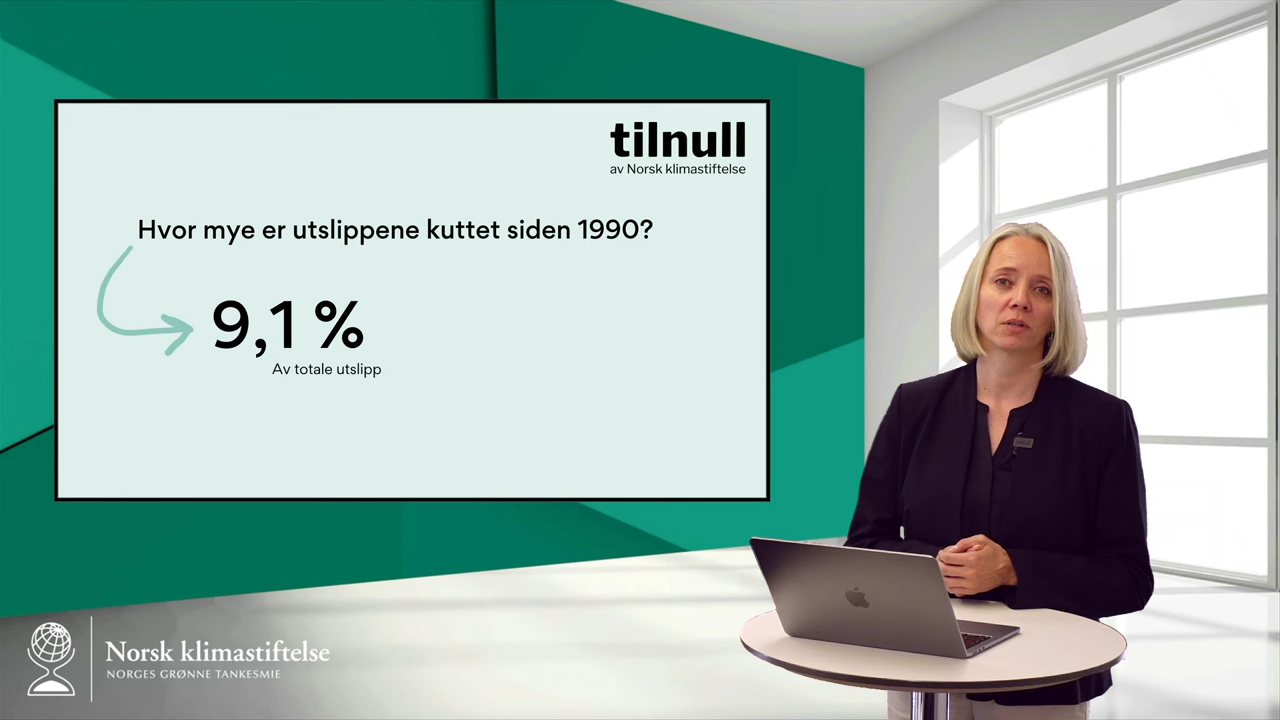 tilnull
av Norsk klimastiftelse
Hvor mye er utslippene kuttet siden 1990?
9,1 %
Av totale utslipp
Norsk klimastiftelse
NORGES GRØNNE TANKESMIE